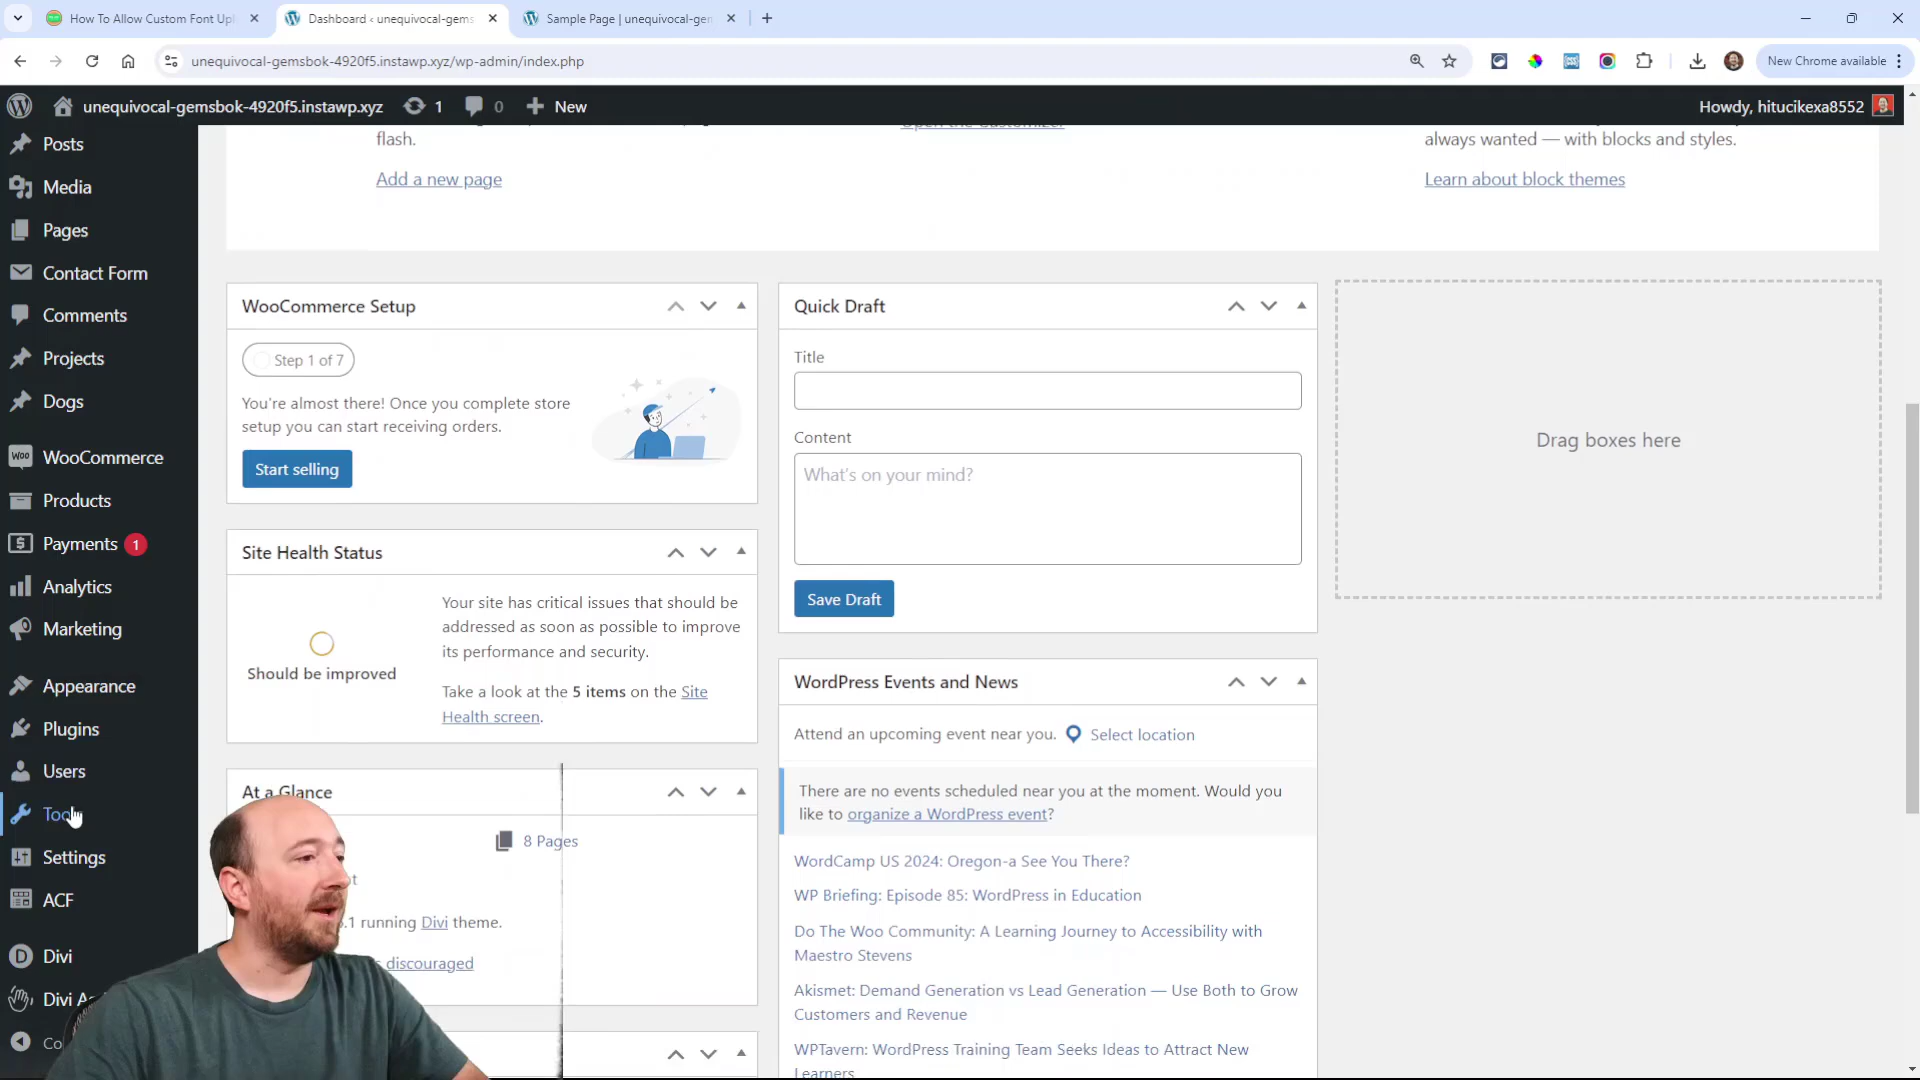 How To Allow Custom Font Upl
Dashboard ‹ unequivocal-gems
Sample Page | unequivocal-ger
unequivocal-gemsbok-4920f5.instawp.xyz/wp-admin/index.php
New Chrome available
unequivocal-gemsbok-4920f5.instawp.xyz
1
0
New
Howdy, hitucikexa8552
Posts
Media
Pages
Contact Form
Comments
Projects
Dogs
WooCommerce
Products
Payments 1
Analytics
Marketing
Appearance
Plugins
Users
Settings
ACF
Divi
Divi
flash.
Add a new page
Open the Customizer
always wanted — with blocks and styles.
Learn about block themes
WooCommerce Setup
Step 1 of 7
You're almost there! Once you complete store
setup you can start receiving orders.
Start selling
Site Health Status
Should be improved
Your site has critical issues that should be
addressed as soon as possible to improve
its performance and security.
Take a look at the 5 items on the Site
Health screen.
At a Glance
8 Pages
.1 running Divi theme.
discouraged
Quick Draft
Title
Content
What's on your mind?
Save Draft
WordPress Events and News
Attend an upcoming event near you. Select location
There are no events scheduled near you at the moment. Would you
like to organize a WordPress event?
WordCamp US 2024: Oregon-a See You There?
WP Briefing: Episode 85: WordPress in Education
Do The Woo Community: A Learning Journey to Accessibility with
Maestro Stevens
Akismet: Demand Generation vs Lead Generation — Use Both to Grow
Customers and Revenue
WPTavern: WordPress Training Team Seeks Ideas to Attract New
Learners
Drag boxes here